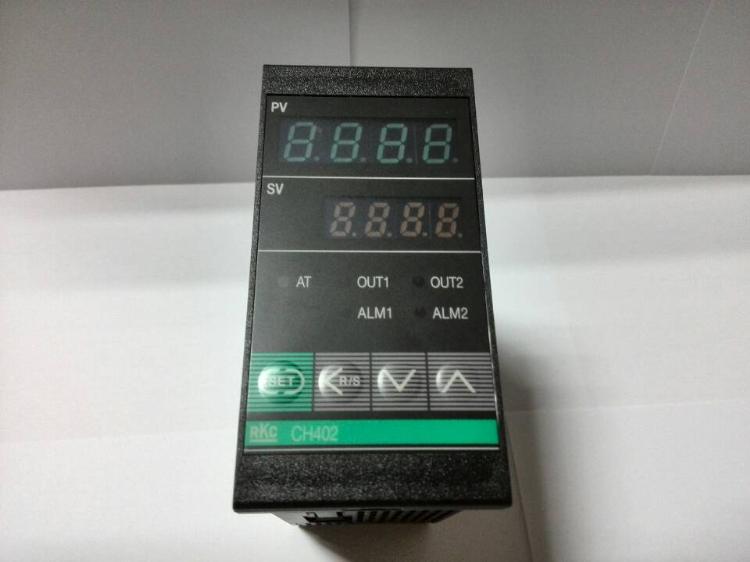 PV
8.8.8.8.
SV
8.8.8.8.
AT OUT1 OUT2
ALM1 ALM2
SET R/S
RKC CH402